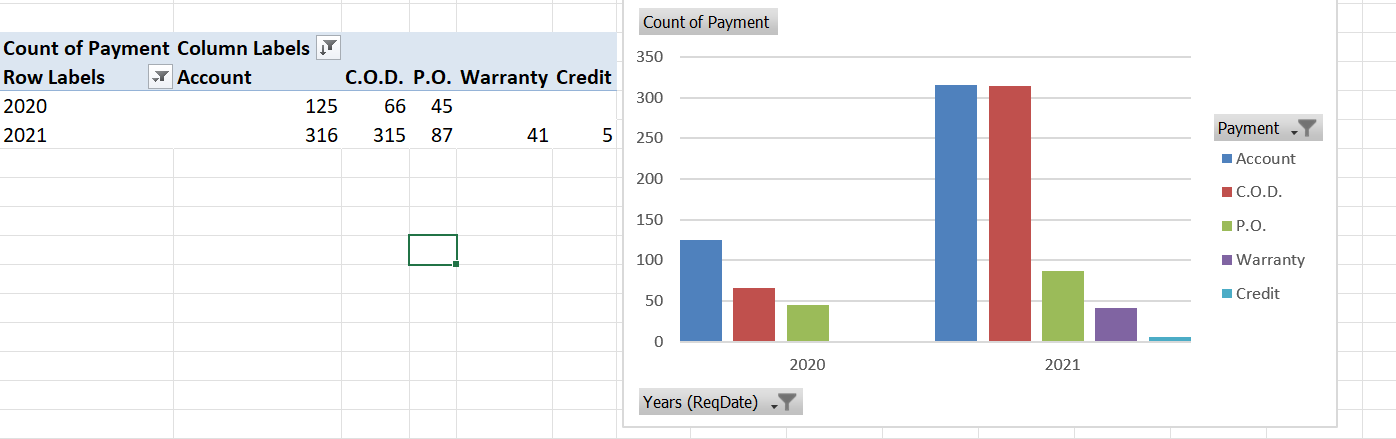 Count of Payment Column Labels
Row Labels Account C.O.D. P.O. Warranty Credit
2020 125 66 45
2021 316 315 87 41 5
Count of Payment
350
300
250
200
150
100
50
0
2020 2021
Payment
Account
C.O.D.
P.O.
Warranty
Credit
Years (ReqDate)